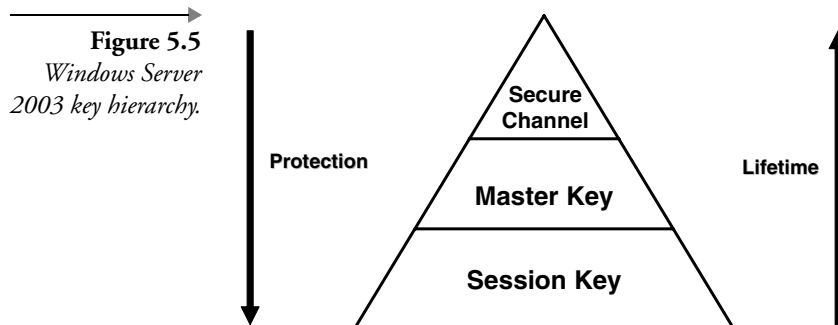 Figure 5.5
Windows Server
2003 key hierarchy.
Protection
Secure
Channel
Master Key
Session Key
Lifetime